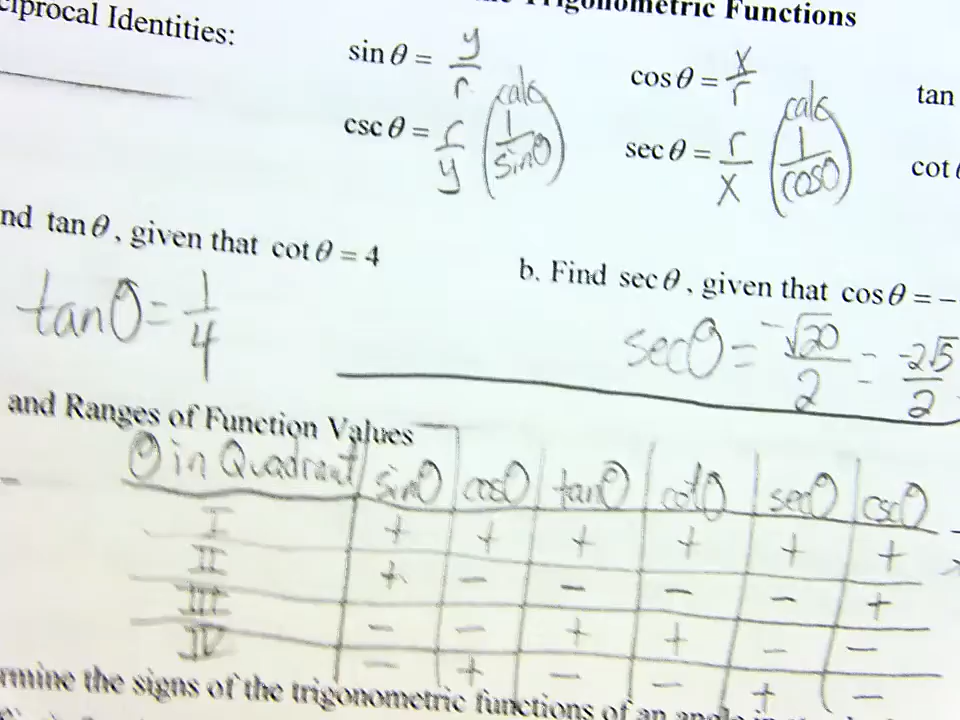 Trigonometric Functions
ciprocal Identities:
sin θ = y/r cos θ = x/r tan
csc θ = r/y (calc 1/sinθ) sec θ = r/x (calc 1/cosθ) cot θ
nd tan θ, given that cot θ = 4
b. Find sec θ, given that cos θ = -
tanθ = 1/4
secθ = -√20/2 = -2√5/2
and Ranges of Function Values
θ in Quadrant sinθ cosθ tanθ cotθ secθ cscθ
I + + + + + +
II + - - - - +
III - - + + - -
IV - + - - + -
rmine the signs of the trigonometric functions of an angle in